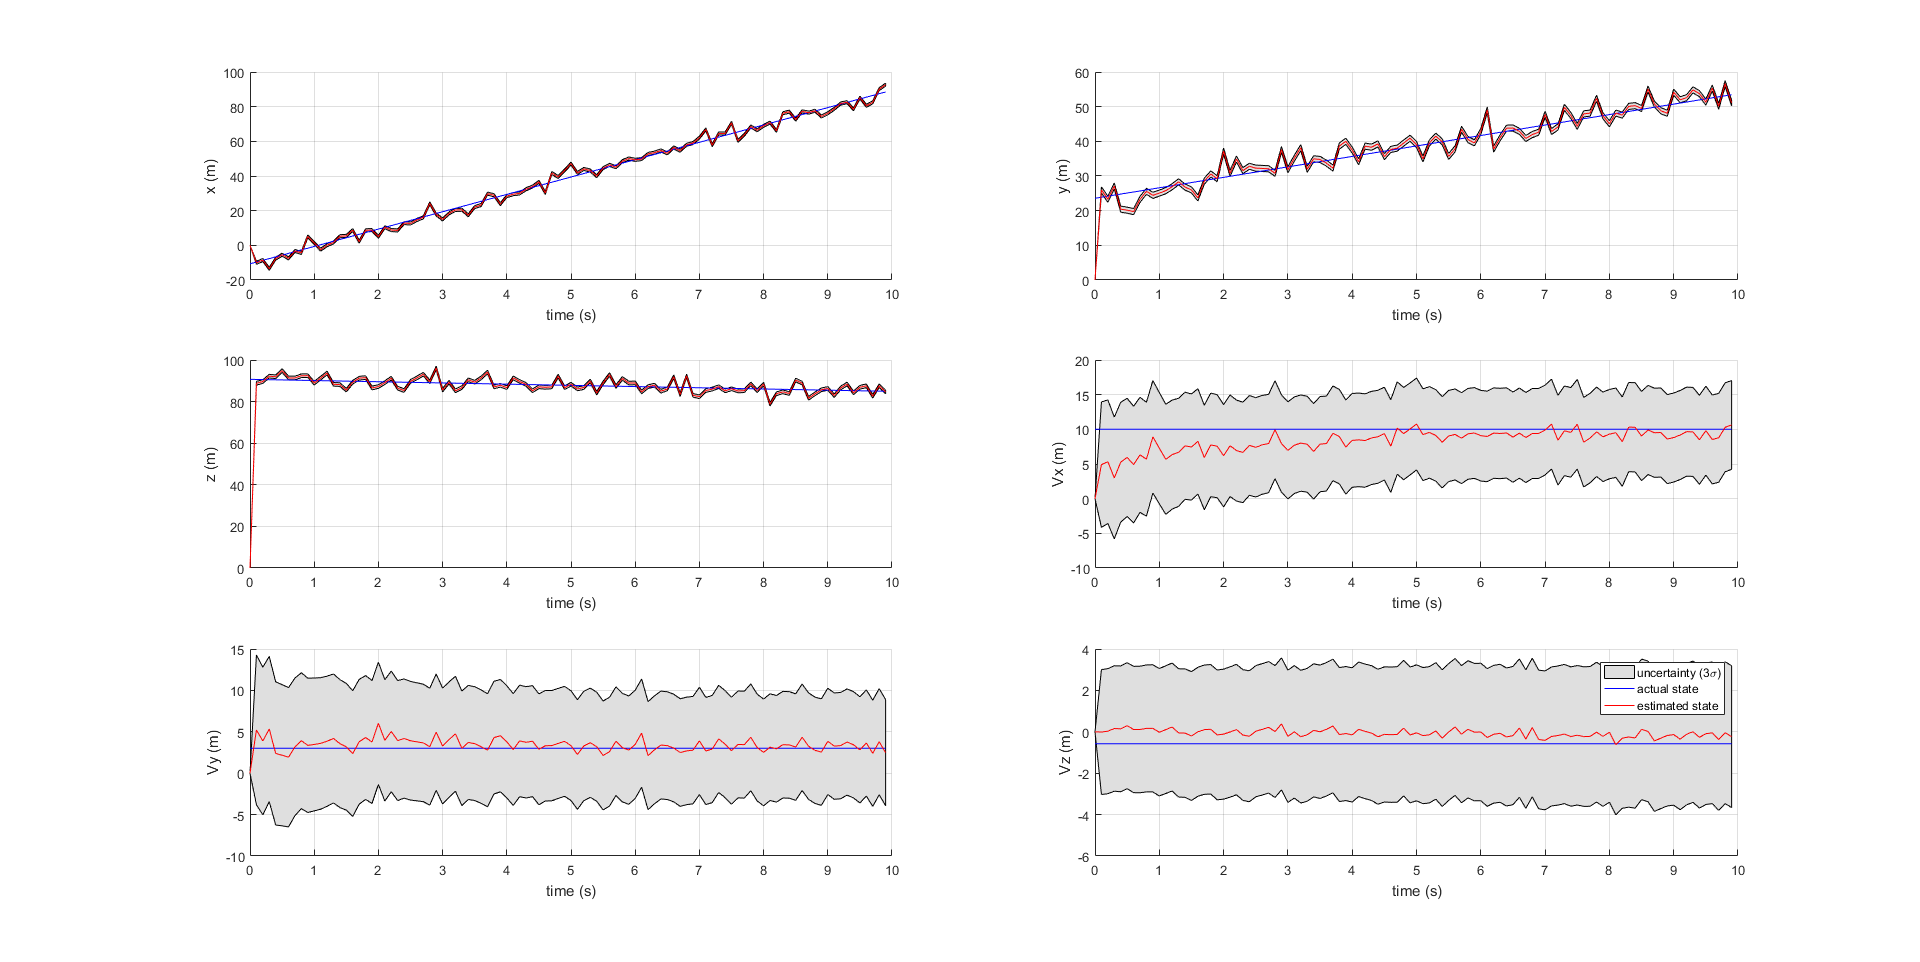 100
80
60
40
20
0
-20
x (m)
0 1 2 3 4 5 6 7 8 9 10
time (s)
60
50
40
30
20
10
0
y (m)
0 1 2 3 4 5 6 7 8 9 10
time (s)
100
80
60
40
20
0
z (m)
0 1 2 3 4 5 6 7 8 9 10
time (s)
20
15
10
5
0
-5
-10
Vx (m)
0 1 2 3 4 5 6 7 8 9 10
time (s)
15
10
5
0
-5
-10
Vy (m)
0 1 2 3 4 5 6 7 8 9 10
time (s)
4
2
0
-2
-4
-6
Vz (m)
0 1 2 3 4 5 6 7 8 9 10
time (s)
uncertainty (3σ)
actual state
estimated state